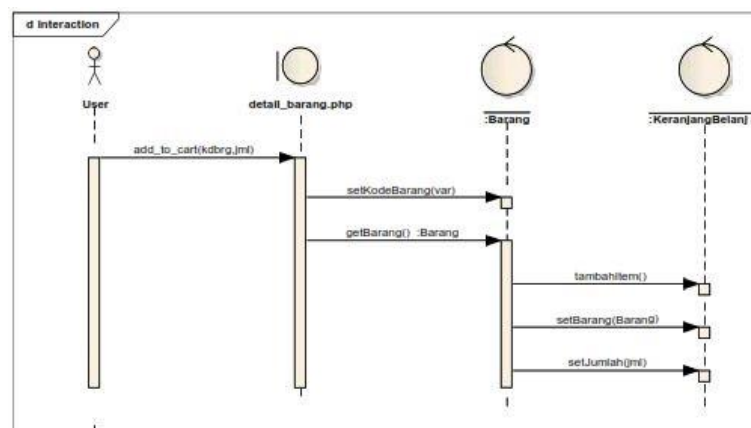 d Interaction
User
detail_barang.php
:Barang
:KeranjangBelanj
add_to_cart(kdbrg,jml)
setKodeBarang(var)
getBarang() :Barang
tambahItem()
setBarang(Barang)
setJumlah(jml)